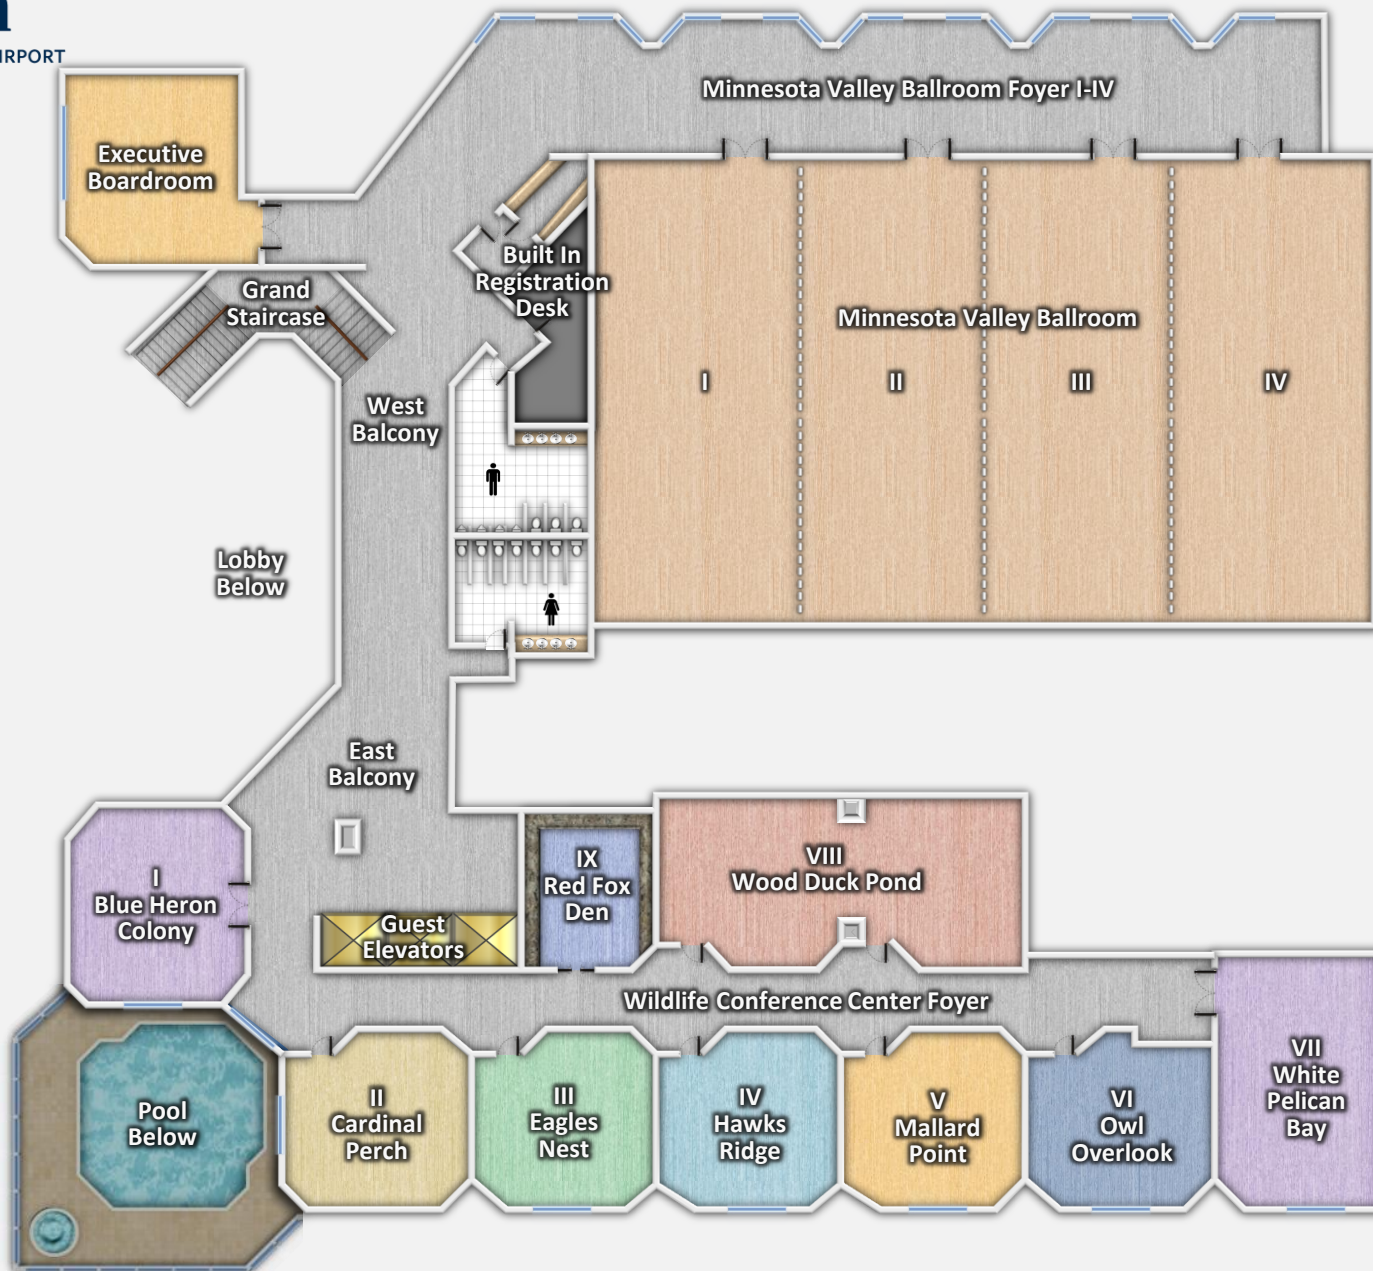 IRPORT
Minnesota Valley Ballroom Foyer I-IV
Executive
Boardroom
Built In
Registration
Desk
Grand
Staircase
Minnesota Valley Ballroom
I
II
III
IV
West
Balcony
Lobby
Below
East
Balcony
I
Blue Heron
Colony
Guest
Elevators
IX
Red Fox
Den
VIII
Wood Duck Pond
Wildlife Conference Center Foyer
Pool
Below
II
Cardinal
Perch
III
Eagles
Nest
IV
Hawks
Ridge
V
Mallard
Point
VI
Owl
Overlook
VII
White
Pelican
Bay